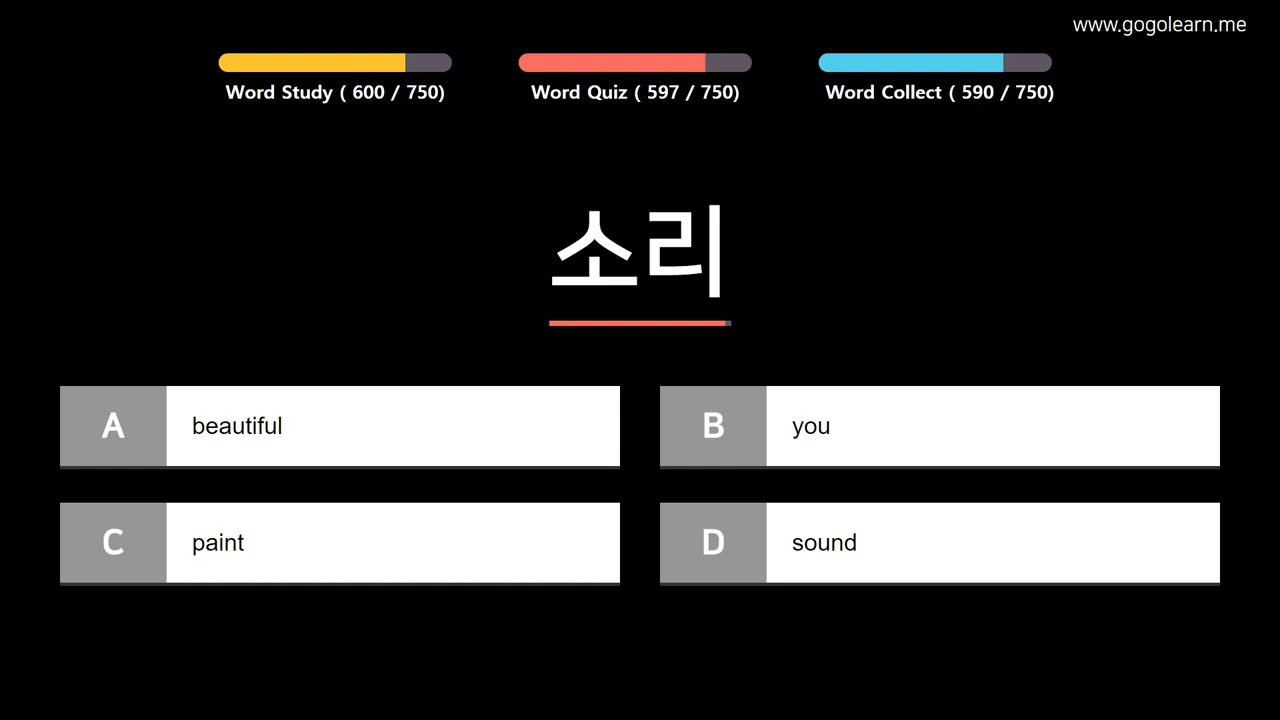 www.gogolearn.me
Word Study ( 600 / 750)
Word Quiz ( 597 / 750)
Word Collect ( 590 / 750)
소리
A beautiful
B you
C paint
D sound